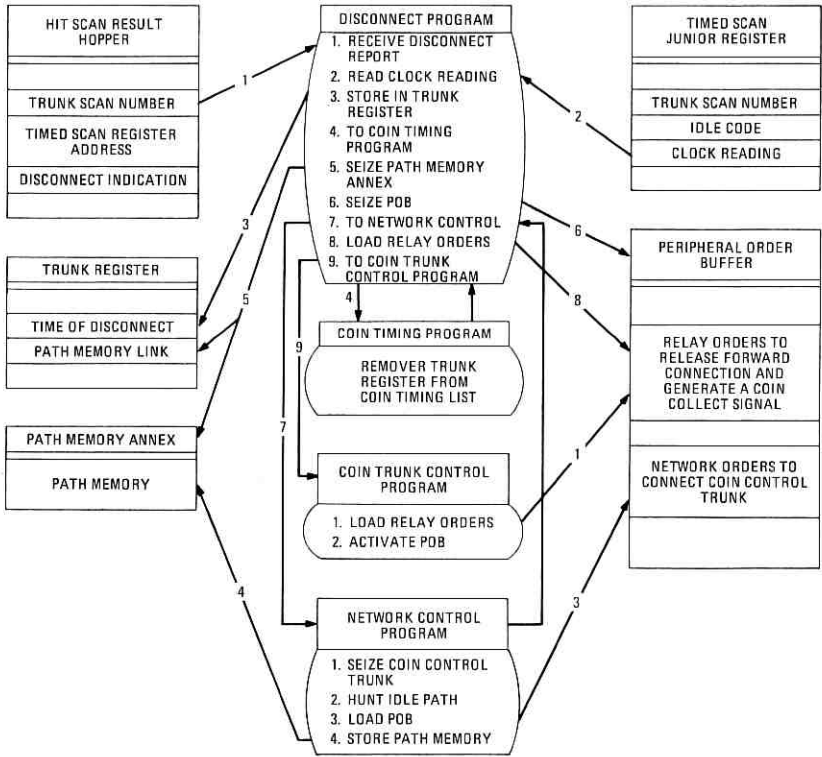 HIT SCAN RESULT
HOPPER
TRUNK SCAN NUMBER
TIMED SCAN REGISTER
ADDRESS
DISCONNECT INDICATION
TRUNK REGISTER
TIME OF DISCONNECT
PATH MEMORY LINK
PATH MEMORY ANNEX
PATH MEMORY
DISCONNECT PROGRAM
1. RECEIVE DISCONNECT
REPORT
2. READ CLOCK READING
3. STORE IN TRUNK
REGISTER
4. TO COIN TIMING
PROGRAM
5. SEIZE PATH MEMORY
ANNEX
6. SEIZE POB
7. TO NETWORK CONTROL
8. LOAD RELAY ORDERS
9. TO COIN TRUNK
CONTROL PROGRAM
COIN TIMING PROGRAM
REMOVER TRUNK
REGISTER FROM
COIN TIMING LIST
COIN TRUNK CONTROL
PROGRAM
1. LOAD RELAY ORDERS
2. ACTIVATE POB
NETWORK CONTROL
PROGRAM
1. SEIZE COIN CONTROL
TRUNK
2. HUNT IDLE PATH
3. LOAD POB
4. STORE PATH MEMORY
TIMED SCAN
JUNIOR REGISTER
TRUNK SCAN NUMBER
IDLE CODE
CLOCK READING
PERIPHERAL ORDER
BUFFER
RELAY ORDERS TO
RELEASE FORWARD
CONNECTION AND
GENERATE A COIN
COLLECT SIGNAL
NETWORK ORDERS TO
CONNECT COIN CONTROL
TRUNK
1
2
3
5
6
8
4
9
7
1
4
3